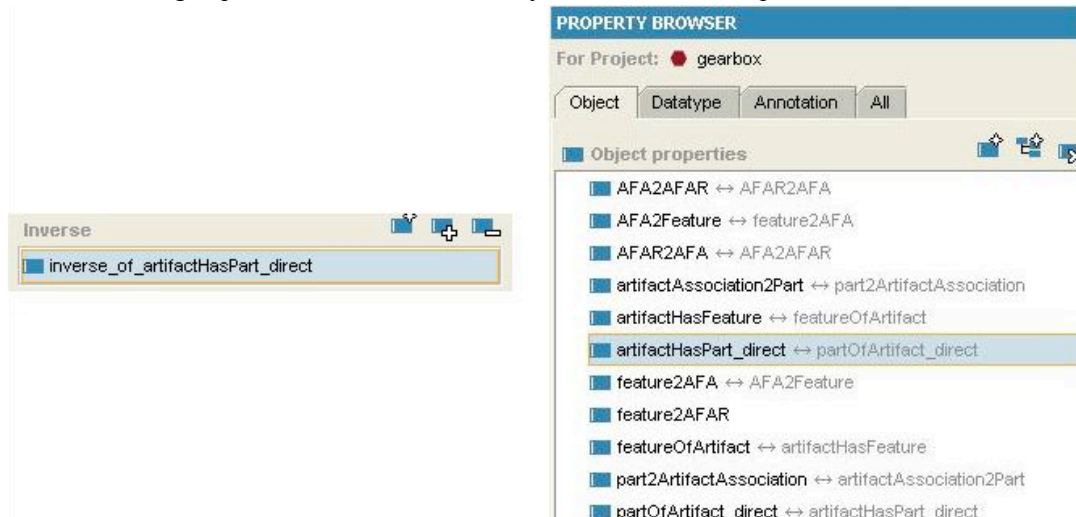 Inverse
inverse_of_artifactHasPart_direct
PROPERTY BROWSER
For Project: gearbox
Object Datatype Annotation All
Object properties
AFA2AFAR ↔ AFAR2AFA
AFA2Feature ↔ feature2AFA
AFAR2AFA ↔ AFA2AFAR
artifactAssociation2Part ↔ part2ArtifactAssociation
artifactHasFeature ↔ featureOfArtifact
artifactHasPart_direct ↔ partOfArtifact_direct
feature2AFA ↔ AFA2Feature
feature2AFAR
featureOfArtifact ↔ artifactHasFeature
part2ArtifactAssociation ↔ artifactAssociation2Part
partOfArtifact_direct ↔ artifactHasPart_direct